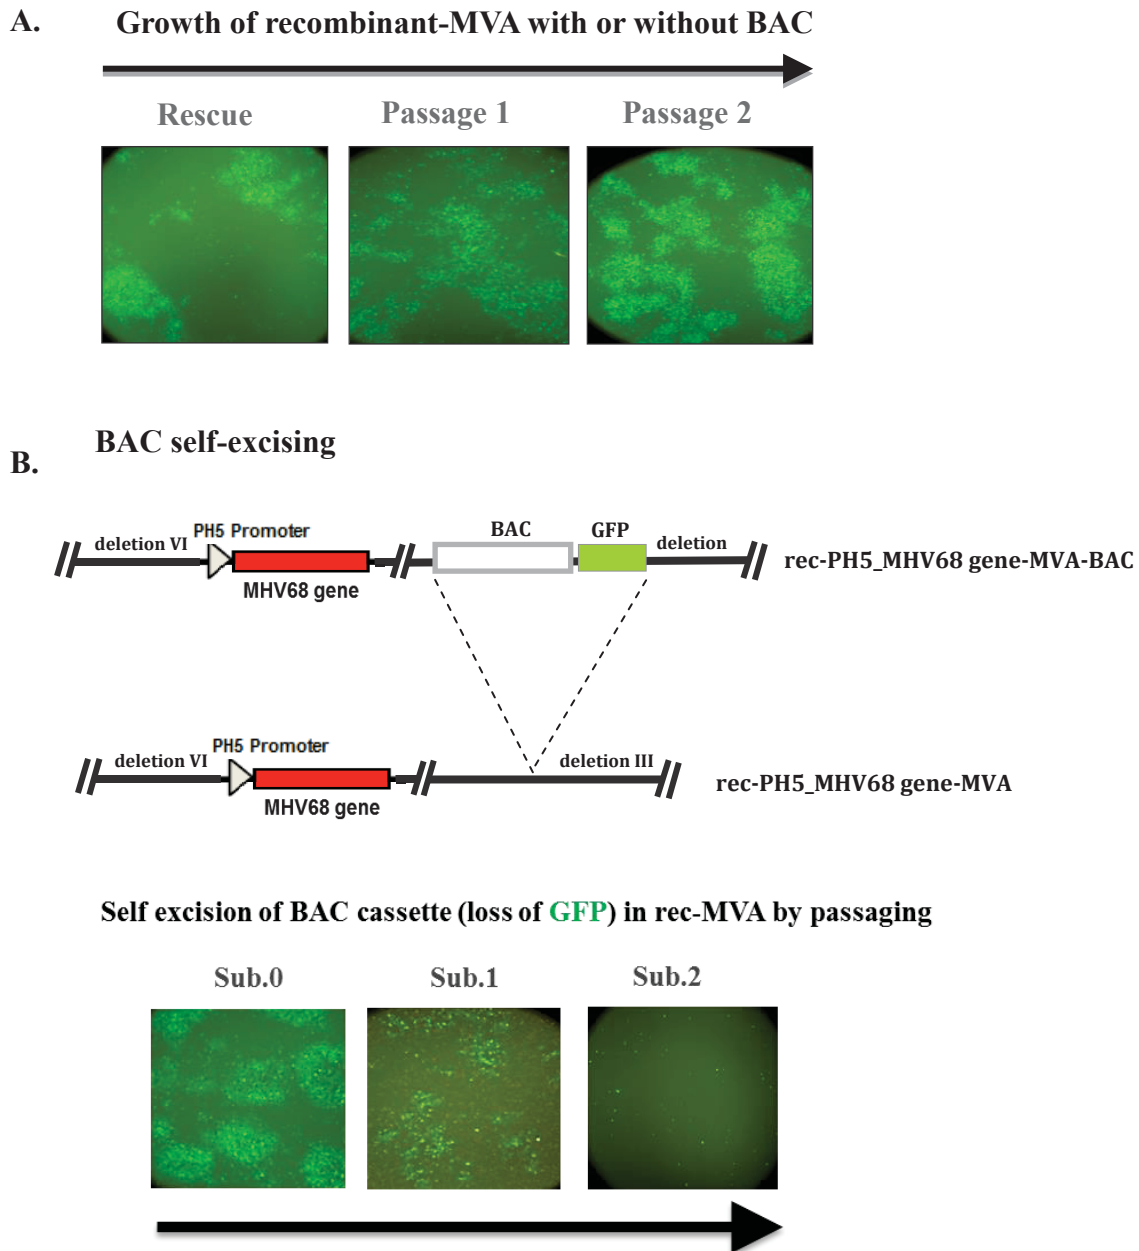 A. Growth of recombinant-MVA with or without BAC
Rescue Passage 1 Passage 2
BAC self-excising
B.
PH5 Promoter BAC GFP
deletion VI deletion
rec-PH5_MHV68 gene-MVA-BAC
MHV68 gene
PH5 Promoter
deletion VI deletion III
rec-PH5_MHV68 gene-MVA
MHV68 gene
Self excision of BAC cassette (loss of GFP) in rec-MVA by passaging
Sub.0 Sub.1 Sub.2